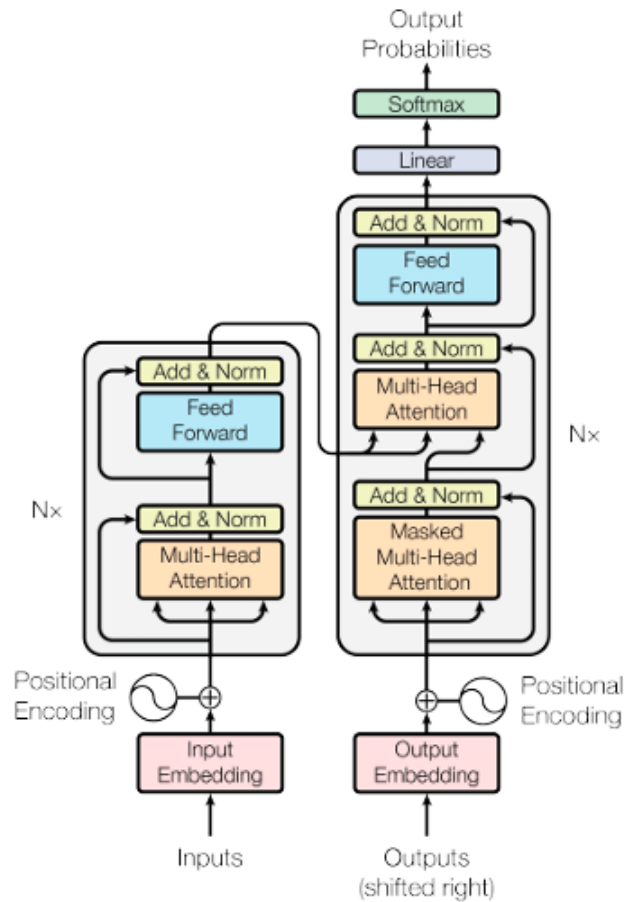 Output
Probabilities
Softmax
Linear
Add & Norm
Feed
Forward
Add & Norm
Multi-Head
Attention
Add & Norm
Masked
Multi-Head
Attention
N×
Add & Norm
Feed
Forward
Add & Norm
Multi-Head
Attention
N×
Positional
Encoding
Positional
Encoding
Input
Embedding
Output
Embedding
Inputs
Outputs
(shifted right)